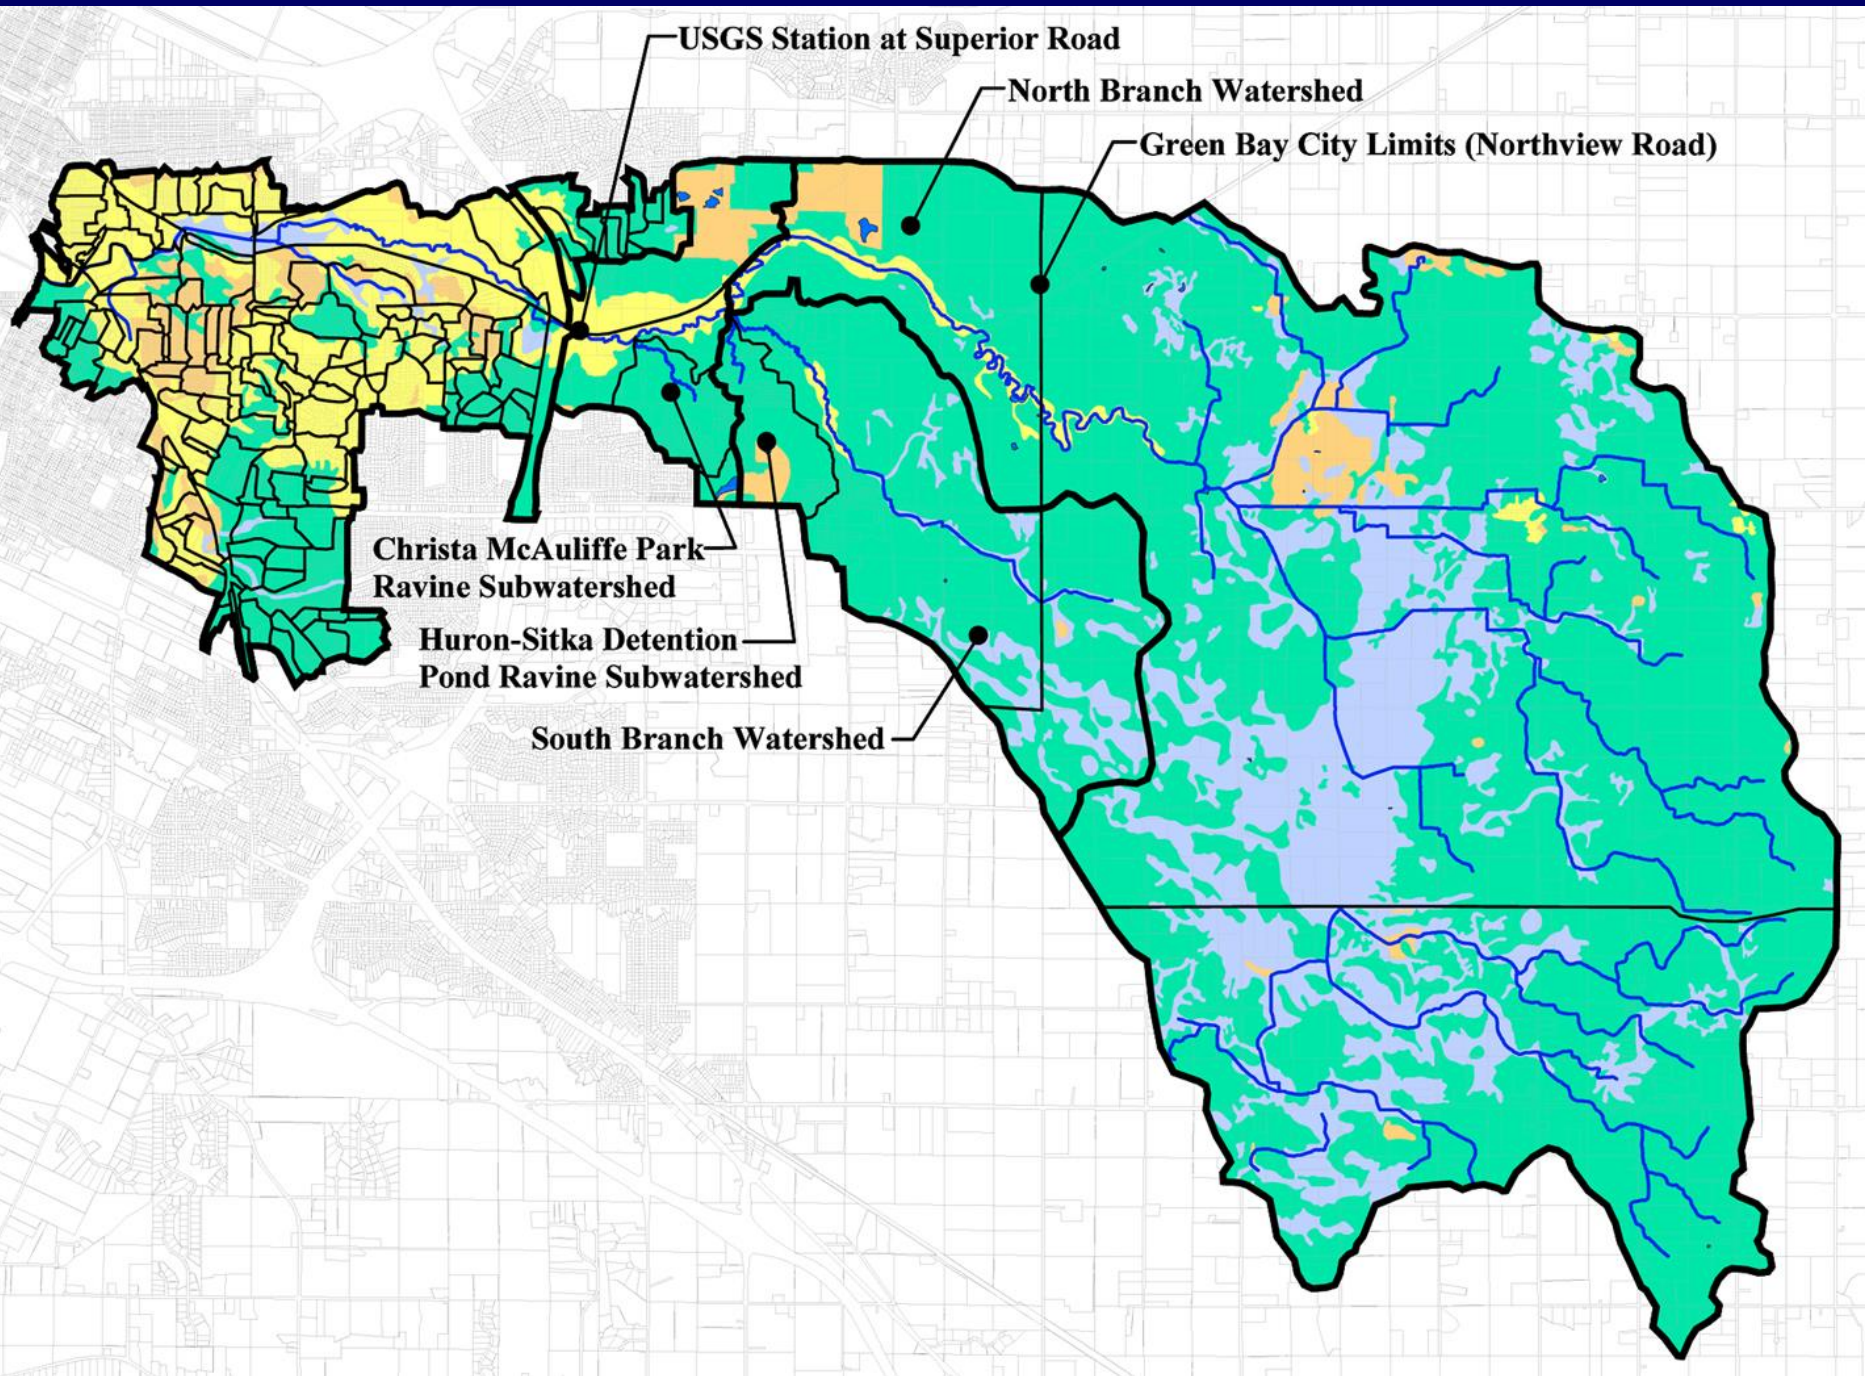 USGS Station at Superior Road
North Branch Watershed
Green Bay City Limits (Northview Road)
Christa McAuliffe Park
Ravine Subwatershed
Huron-Sitka Detention
Pond Ravine Subwatershed
South Branch Watershed